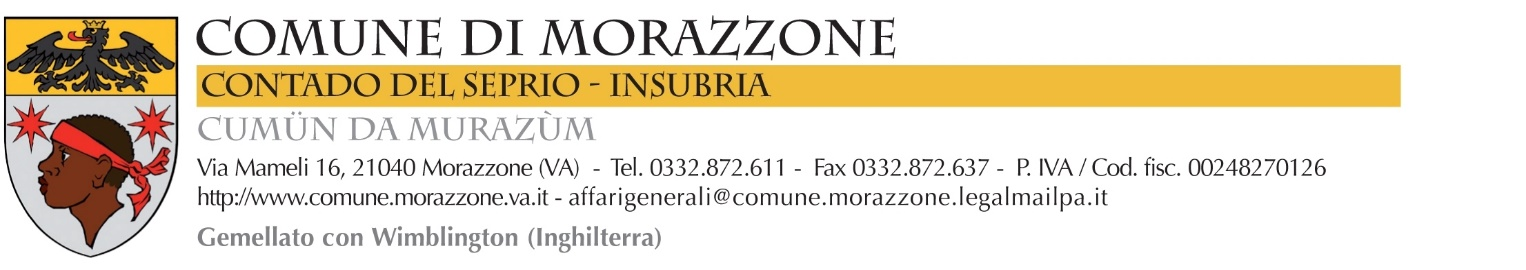 COMUNE DI MORAZZONE
CONTADO DEL SEPRIO - INSUBRIA
CUMÜN DA MURAZÙM
Via Mameli 16, 21040 Morazzone (VA) - Tel. 0332.872.611 - Fax 0332.872.637 - P. IVA / Cod. fisc. 00248270126
http://www.comune.morazzone.va.it - affarigenerali@comune.morazzone.legalmailpa.it
Gemellato con Wimblington (Inghilterra)